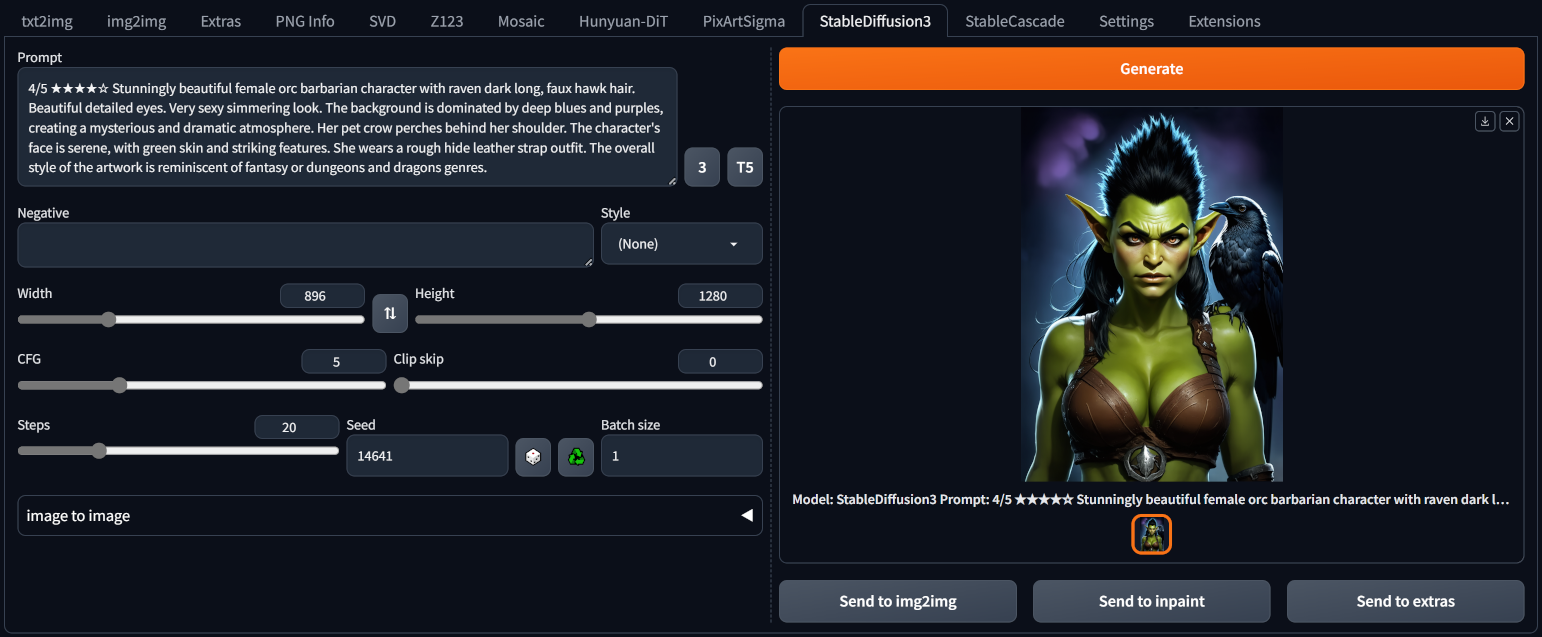 txt2img img2img Extras PNG Info SVD Z123 Mosaic Hunyuan-DiT PixArtSigma StableDiffusion3 StableCascade Settings Extensions
Prompt
4/5 ★★★★☆ Stunningly beautiful female orc barbarian character with raven dark long, faux hawk hair.
Beautiful detailed eyes. Very sexy simmering look. The background is dominated by deep blues and purples,
creating a mysterious and dramatic atmosphere. Her pet crow perches behind her shoulder. The character's
face is serene, with green skin and striking features. She wears a rough hide leather strap outfit. The overall
style of the artwork is reminiscent of fantasy or dungeons and dragons genres.
3 T5
Negative
Style
(None)
Width 896
Height 1280
CFG 5
Clip skip 0
Steps 20
Seed
14641
Batch size
1
image to image
Generate
Model: StableDiffusion3 Prompt: 4/5 ★★★★☆ Stunningly beautiful female orc barbarian character with raven dark l...
Send to img2img Send to inpaint Send to extras